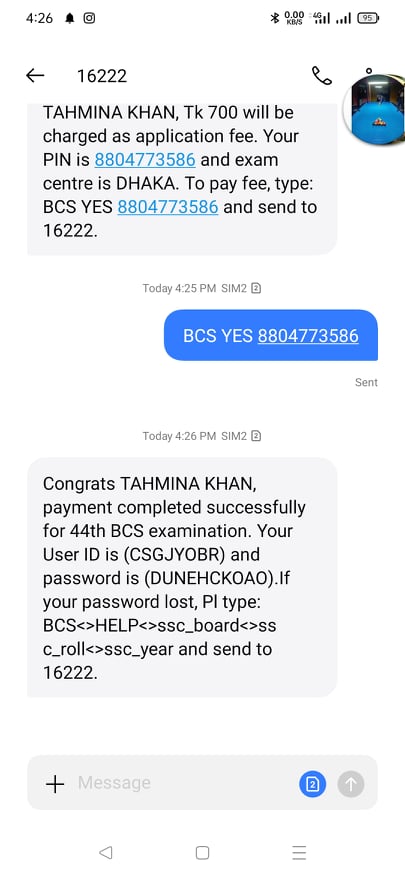 4:26
0.00 KB/S 4G 95
16222
TAHMINA KHAN, Tk 700 will be
charged as application fee. Your
PIN is 8804773586 and exam
centre is DHAKA. To pay fee, type:
BCS YES 8804773586 and send to
16222.
Today 4:25 PM SIM2 2
BCS YES 8804773586
Sent
Today 4:26 PM SIM2 2
Congrats TAHMINA KHAN,
payment completed successfully
for 44th BCS examination. Your
User ID is (CSGJYOBR) and
password is (DUNEHCKOAO).If
your password lost, Pl type:
BCS<>HELP<>ssc_board<>ss
c_roll<>ssc_year and send to
16222.
Message
2